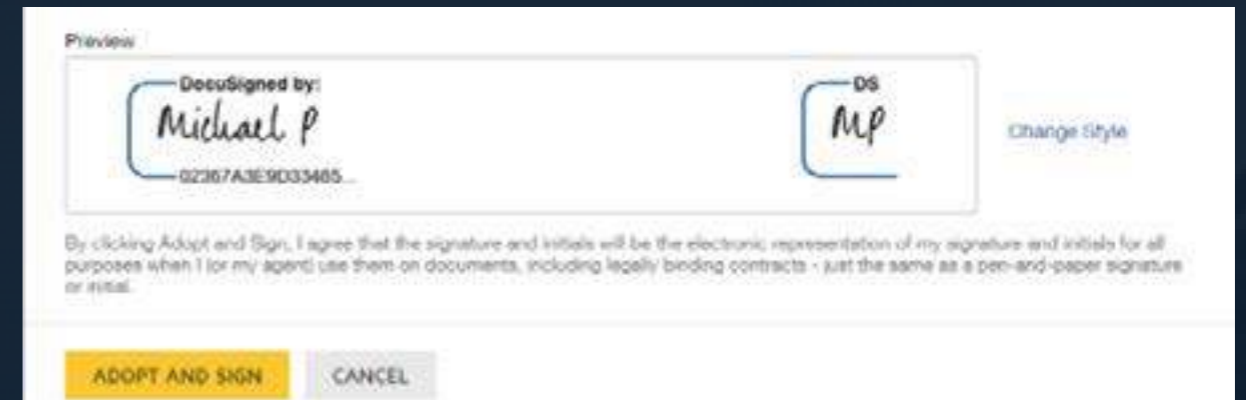 Preview
DocuSigned by:
Michael P
02367A3E9D33465...
DS
MP
Change Style
By clicking Adopt and Sign, I agree that the signature and initials will be the electronic representation of my signature and initials for all
purposes when I (or my agent) use them on documents, including legally binding contracts - just the same as a pen-and-paper signature
or initial.
ADOPT AND SIGN
CANCEL